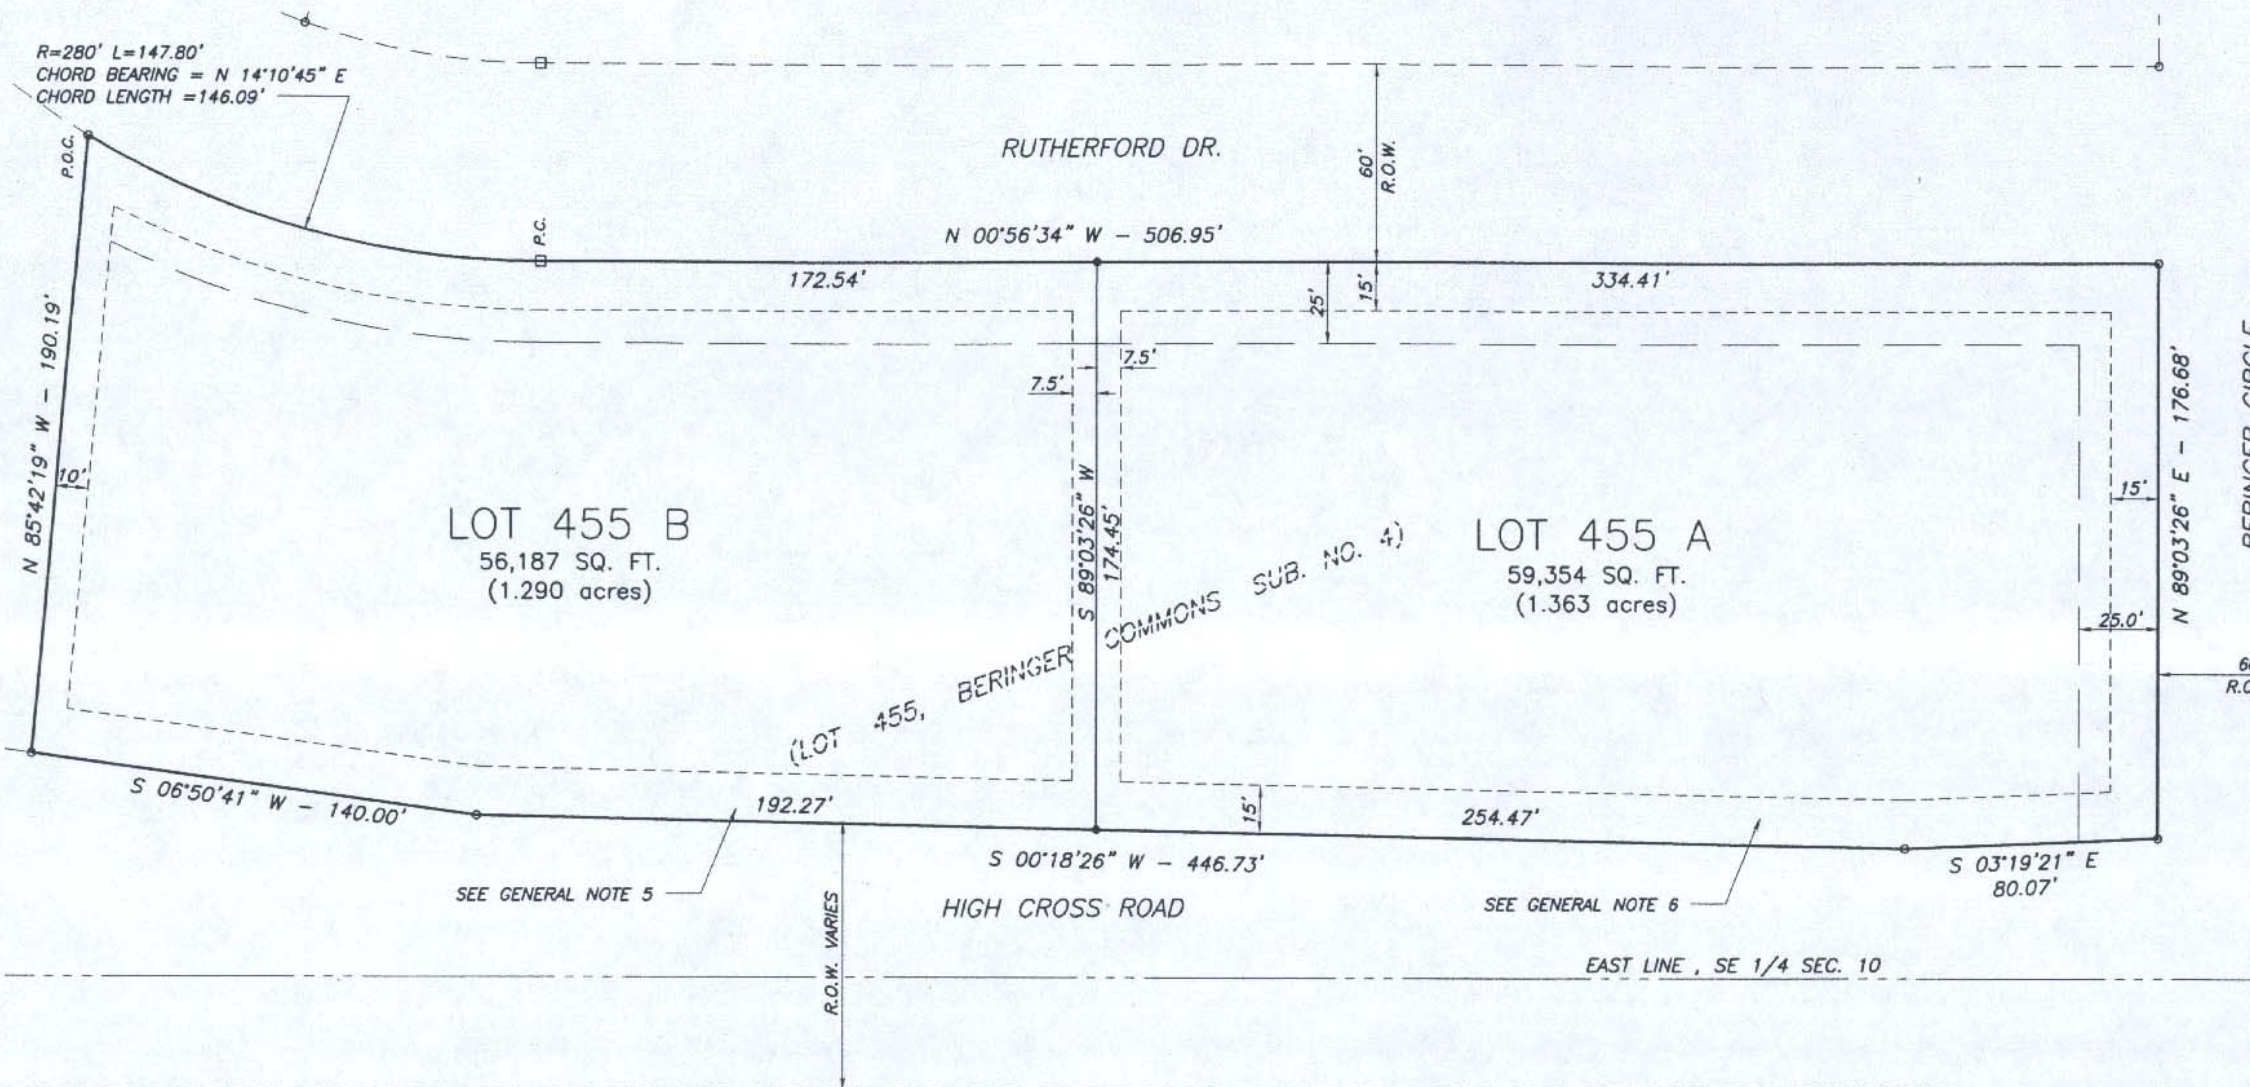 R=280' L=147.80'
CHORD BEARING = N 14°10'45" E
CHORD LENGTH =146.09'
P.O.C.
P.C.
RUTHERFORD DR.
60'
R.O.W.
N 00°56'34" W - 506.95'
172.54'
334.41'
25'
15'
7.5'
7.5'
N 85°42'19" W - 190.19'
10'
LOT 455 B
56,187 SQ. FT.
(1.290 acres)
S 89°03'26" W
174.45'
(LOT 455, BERINGER COMMONS SUB. NO. 4)
LOT 455 A
59,354 SQ. FT.
(1.363 acres)
15'
25.0'
N 89°03'26" E - 176.68'
BERINGER CIRCLE
S 06°50'41" W - 140.00'
192.27'
15'
254.47'
S 00°18'26" W - 446.73'
S 03°19'21" E
80.07'
SEE GENERAL NOTE 5
SEE GENERAL NOTE 6
R.O.W. VARIES
HIGH CROSS ROAD
EAST LINE , SE 1/4 SEC. 10